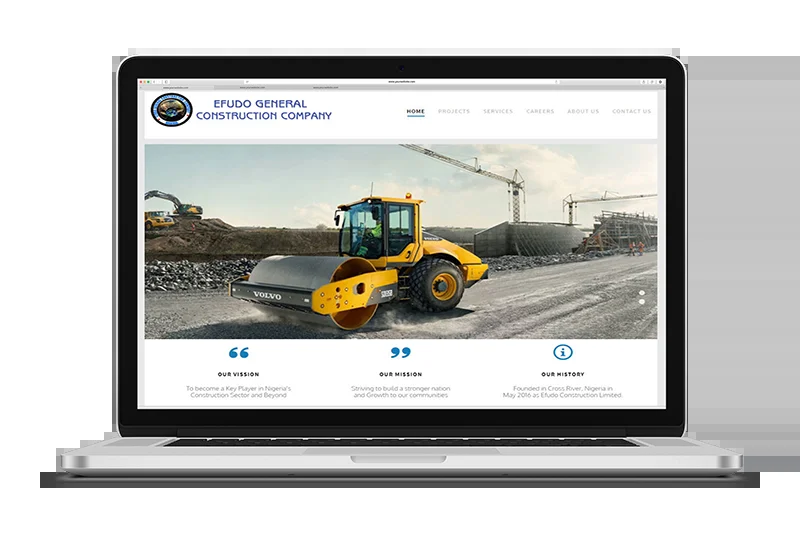 EFUDO GENERAL
CONSTRUCTION COMPANY
HOME PROJECTS SERVICES CAREERS ABOUT US CONTACT US
VOLVO
OUR VISSION
To become a Key Player in Nigeria's
Construction Sector and Beyond
OUR MISSION
Striving to build a stronger nation
and Growth to our communities
OUR HISTORY
Founded in Cross River, Nigeria in
May 2016 as Efudo Construction Limited.